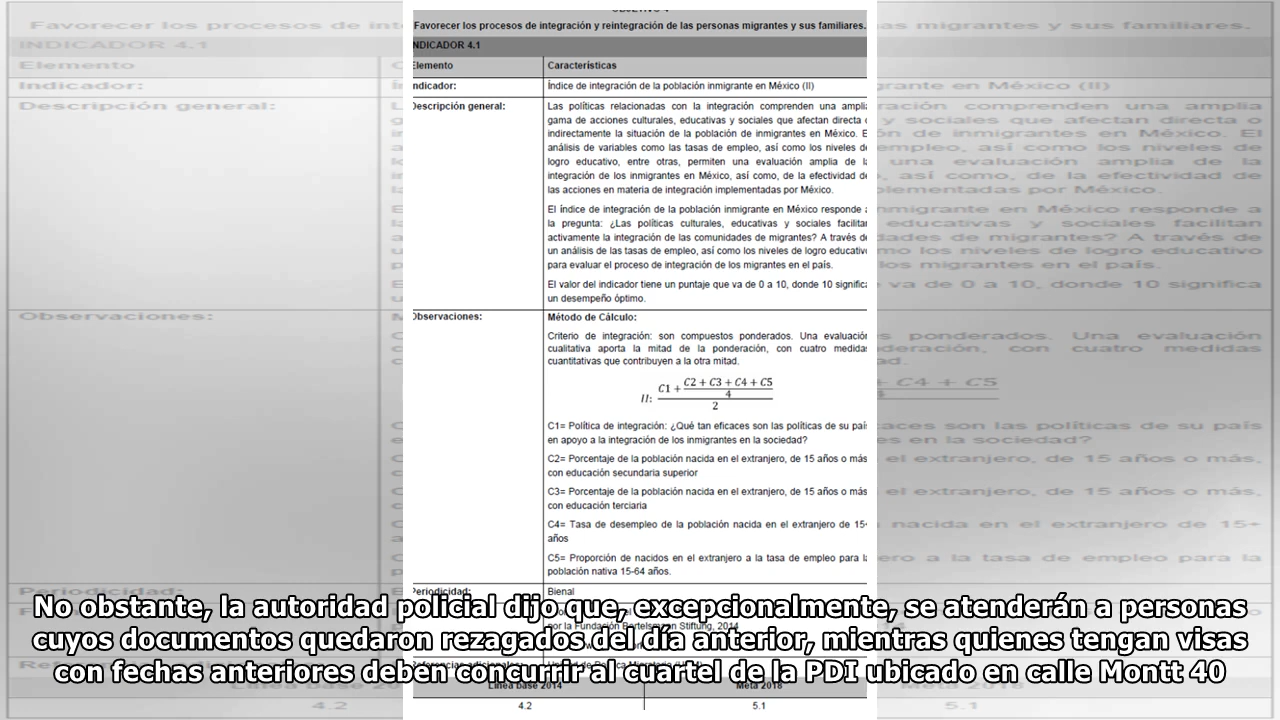 Favorecer los procesos de integración y reintegración de las personas migrantes y sus familiares.
INDICADOR 4.1
Elemento Características
Indicador: Índice de integración de la población inmigrante en México (II)
Descripción general: Las políticas relacionadas con la integración comprenden una amplia
gama de acciones culturales, educativas y sociales que afectan directa o
indirectamente la situación de la población de inmigrantes en México. El
análisis de variables como las tasas de empleo, así como los niveles de
logro educativo, entre otras, permiten una evaluación amplia de la
integración de los inmigrantes en México, así como, de la efectividad de
las acciones en materia de integración implementadas por México.
El índice de integración de la población inmigrante en México responde a
la pregunta: ¿Las políticas culturales, educativas y sociales facilitan
activamente la integración de las comunidades de migrantes? A través de
un análisis de las tasas de empleo, así como los niveles de logro educativo
para evaluar el proceso de integración de los migrantes en el país.
El valor del indicador tiene un puntaje que va de 0 a 10, donde 10 significa
un desempeño óptimo.
Observaciones: Método de Cálculo:
Criterio de integración: son compuestos ponderados. Una evaluación
cualitativa aporta la mitad de la ponderación, con cuatro medidas
cuantitativas que contribuyen a la otra mitad.
C2 + C3 + C4 + C5
II: C1 + 4
2
C1= Política de integración: ¿Qué tan eficaces son las políticas de su país
en apoyo a la integración de los inmigrantes en la sociedad?
C2= Porcentaje de la población nacida en el extranjero, de 15 años o más,
con educación secundaria superior
C3= Porcentaje de la población nacida en el extranjero, de 15 años o más,
con educación terciaria
C4= Tasa de desempleo de la población nacida en el extranjero de 15+
años
C5= Proporción de nacidos en el extranjero a la tasa de empleo para la
población nativa 15-64 años.
Periodicidad: Bienal
por la Fundación Bertelsmann Stiftung, 2014
No obstante, la autoridad policial dijo que, excepcionalmente, se atenderán a personas
cuyos documentos quedaron rezagados del día anterior, mientras quienes tengan visas
con fechas anteriores deben concurrir al cuartel de la PDI ubicado en calle Montt 40
Línea base 2014 Meta 2018
4.2 5.1